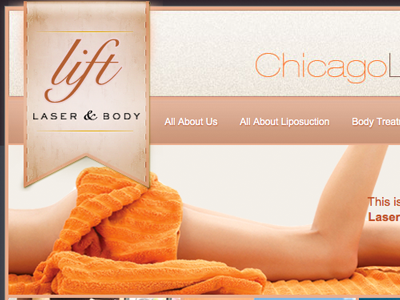 lift
LASER & BODY
ChicagoL
All About Us
All About Liposuction
Body Treat
This is
Laser